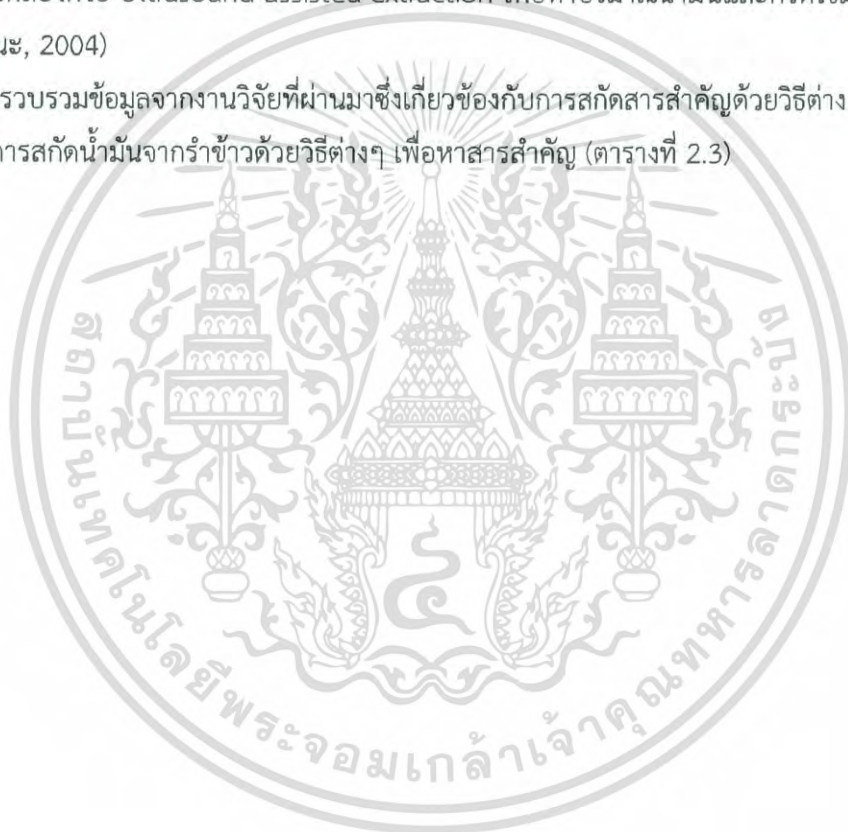 Ultrasound assisted extraction
นะ, 2004)
รวบรวมข้อมูลจากงานวิจัยที่ผ่านมาซึ่งเกี่ยวข้องกับการสกัดสารสำคัญด้วยวิธีต่าง
การสกัดน้ำมันจากรำข้าวด้วยวิธีต่างๆ เพื่อหาสารสำคัญ (ตารางที่ 2.3)
สถาบันเทคโนโลยีพระจอมเกล้าเจ้าคุณทหารลาดกระบัง